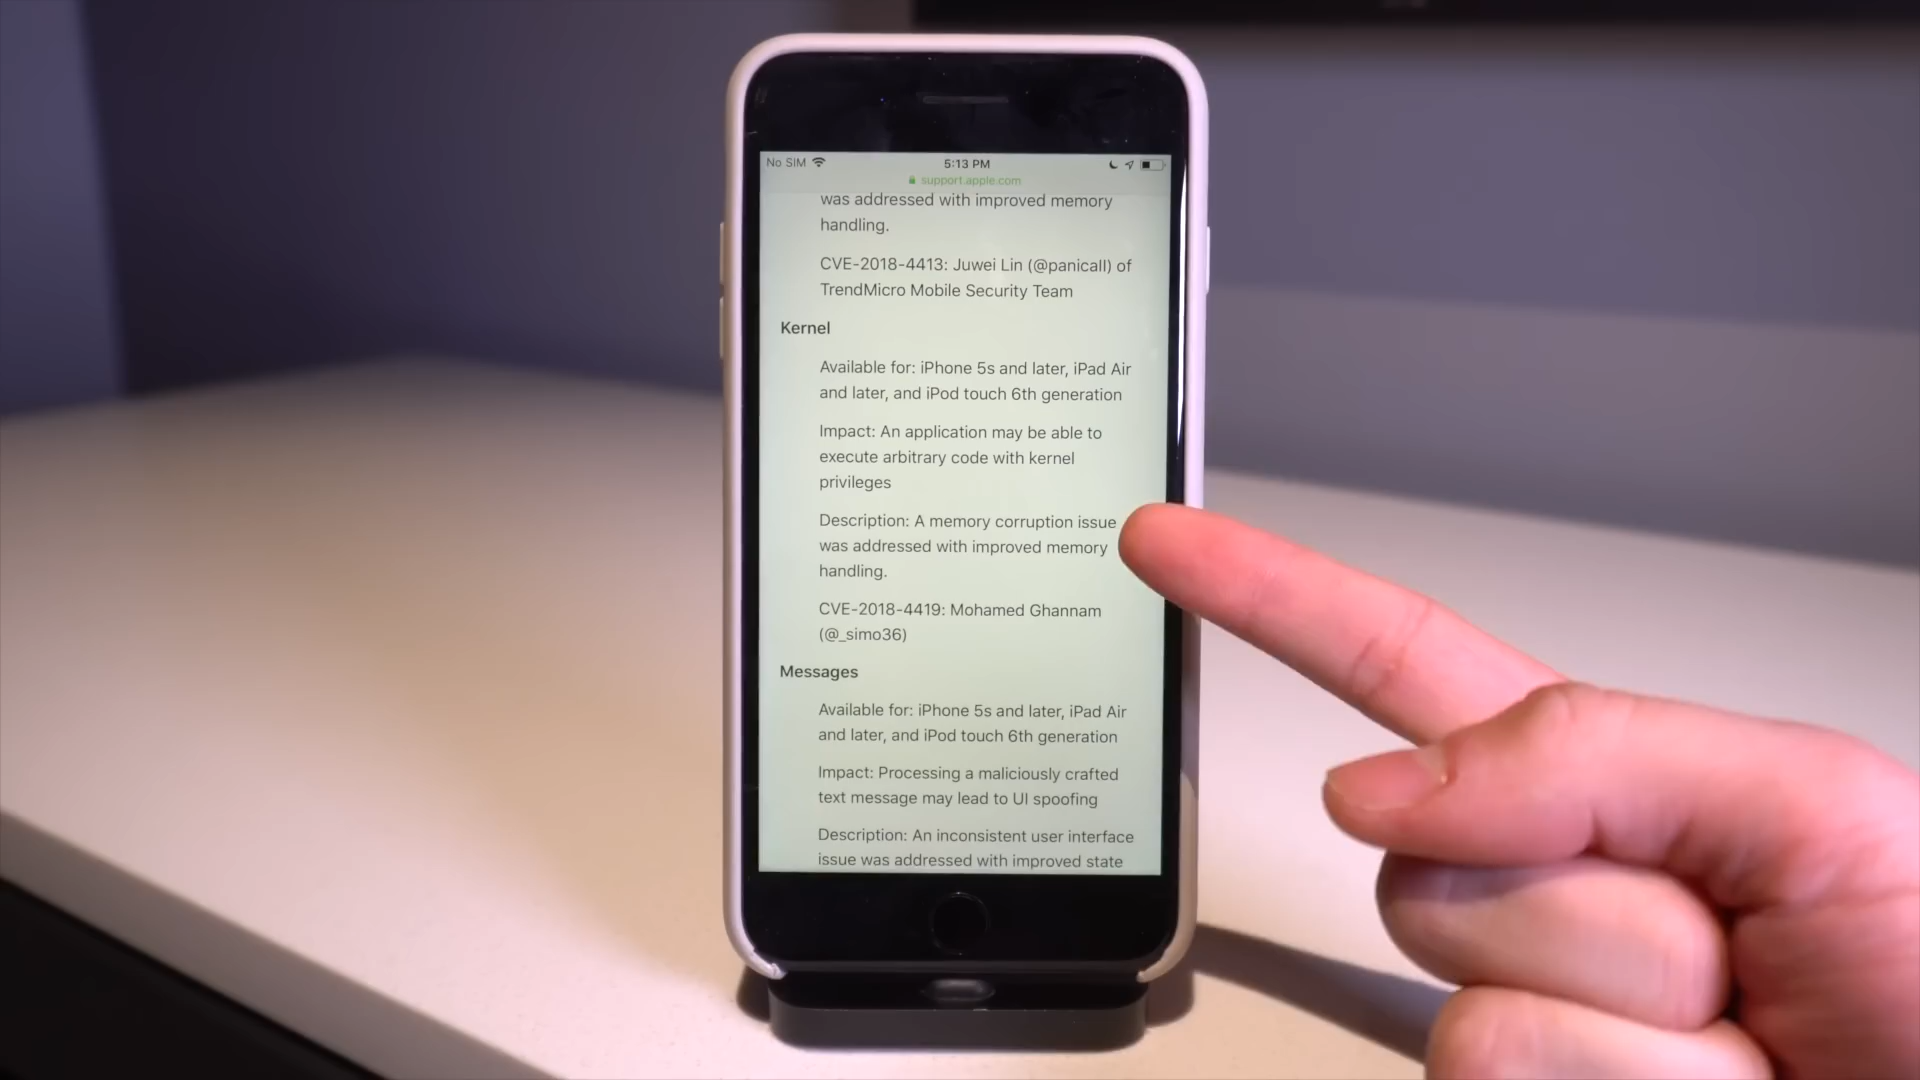 No SIM 5:13 PM
support.apple.com
was addressed with improved memory
handling.
CVE-2018-4413: Juwei Lin (@panicaII) of
TrendMicro Mobile Security Team
Kernel
Available for: iPhone 5s and later, iPad Air
and later, and iPod touch 6th generation
Impact: An application may be able to
execute arbitrary code with kernel
privileges
Description: A memory corruption issue
was addressed with improved memory
handling.
CVE-2018-4419: Mohamed Ghannam
(@_simo36)
Messages
Available for: iPhone 5s and later, iPad Air
and later, and iPod touch 6th generation
Impact: Processing a maliciously crafted
text message may lead to UI spoofing
Description: An inconsistent user interface
issue was addressed with improved state